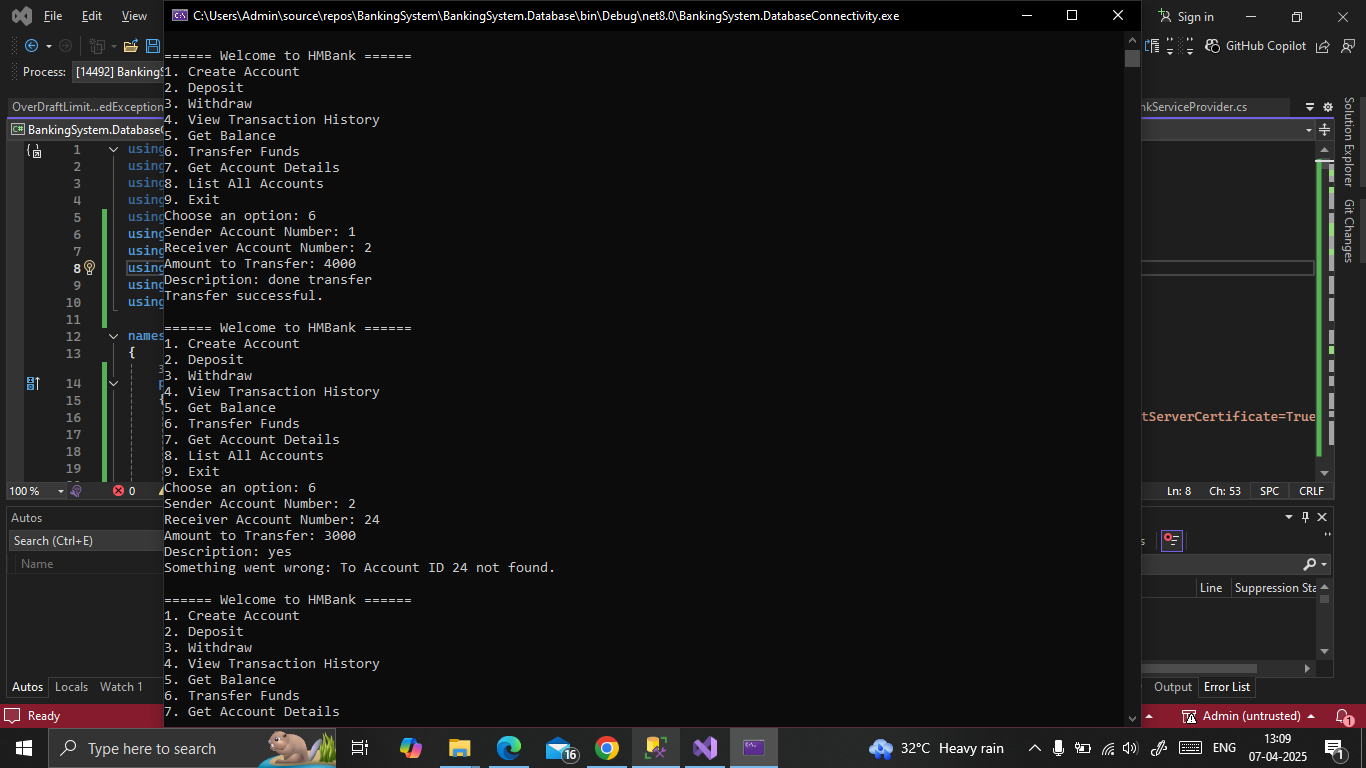 File Edit View
C:\Users\Admin\source\repos\BankingSystem\BankingSystem.Database\bin\Debug\net8.0\BankingSystem.DatabaseConnectivity.exe
Sign in
GitHub Copilot
Process: [14492] BankingS
OverDraftLimit...edException
nkServiceProvider.cs
BankingSystem.DatabaseC
1 using
2 using
3 using
4 using
5 using
6 using
7 using
8 using
9 using
10 using
11
12 names
13 {
14 p
15 {
16
17
18
19
tServerCertificate=True
100 %
0
Ln: 8 Ch: 53 SPC CRLF
Autos
Search (Ctrl+E)
Name
Line Suppression Sta
Autos Locals Watch 1
Output Error List
Ready
Admin (untrusted)
1
Solution Explorer
Git Changes
====== Welcome to HMBank ======
1. Create Account
2. Deposit
3. Withdraw
4. View Transaction History
5. Get Balance
6. Transfer Funds
7. Get Account Details
8. List All Accounts
9. Exit
Choose an option: 6
Sender Account Number: 1
Receiver Account Number: 2
Amount to Transfer: 4000
Description: done transfer
Transfer successful.
====== Welcome to HMBank ======
1. Create Account
2. Deposit
3. Withdraw
4. View Transaction History
5. Get Balance
6. Transfer Funds
7. Get Account Details
8. List All Accounts
9. Exit
Choose an option: 6
Sender Account Number: 2
Receiver Account Number: 24
Amount to Transfer: 3000
Description: yes
Something went wrong: To Account ID 24 not found.
====== Welcome to HMBank ======
1. Create Account
2. Deposit
3. Withdraw
4. View Transaction History
5. Get Balance
6. Transfer Funds
7. Get Account Details
Type here to search
16
32°C Heavy rain
ENG
13:09
07-04-2025
1